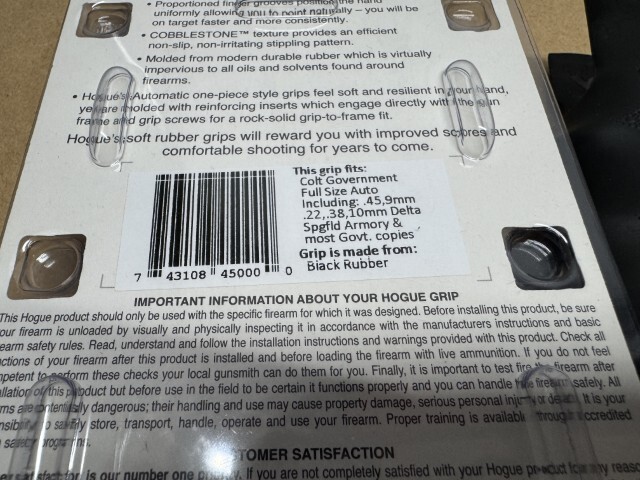 • Proportioned finger grooves position the hand
uniformly allowing you to point naturally – you will be
on target faster and more consistently.
• COBBLESTONE™ texture provides an efficient
non-slip, non-irritating stippling pattern.
• Molded from modern durable rubber which is virtually
impervious to all oils and solvents found around
firearms.
• Hogue's Automatic one-piece style grips feel soft and resilient in your hand,
yet are molded with reinforcing inserts which engage directly with the gun
frame and grip screws for a rock-solid grip-to-frame fit.
Hogue's soft rubber grips will reward you with improved scores and
comfortable shooting for years to come.
This grip fits:
Colt Government
Full Size Auto
Including: .45,9mm
.22,.38,10mm Delta
Spgfld Armory &
most Govt. copies
Grip is made from:
Black Rubber
7 43108 45000 0
IMPORTANT INFORMATION ABOUT YOUR HOGUE GRIP
This Hogue product should only be used with the specific firearm for which it was designed. Before installing this product, be sure
our firearm is unloaded by visually and physically inspecting it in accordance with the manufacturers instructions and basic
earm safety rules. Read, understand and follow the installation instructions and warnings provided with this product. Check all
nctions of your firearm after this product is installed and before loading the firearm with live ammunition. If you do not feel
mpetent to perform these checks your local gunsmith can do them for you. Finally, it is important to test fire the firearm after
allation of this product but before use in the field to be certain it functions properly and you can handle the firearm safely. All
rms are potentially dangerous; their handling and use may cause property damage, serious personal injury or death. It is your
nsibility to safely store, transport, handle, operate and use your firearm. Proper training is available through accredited
safety programs.
TOMER SATISFACTION
satisfaction is our number one priority. If you are not completely satisfied with your Hogue product for any reason